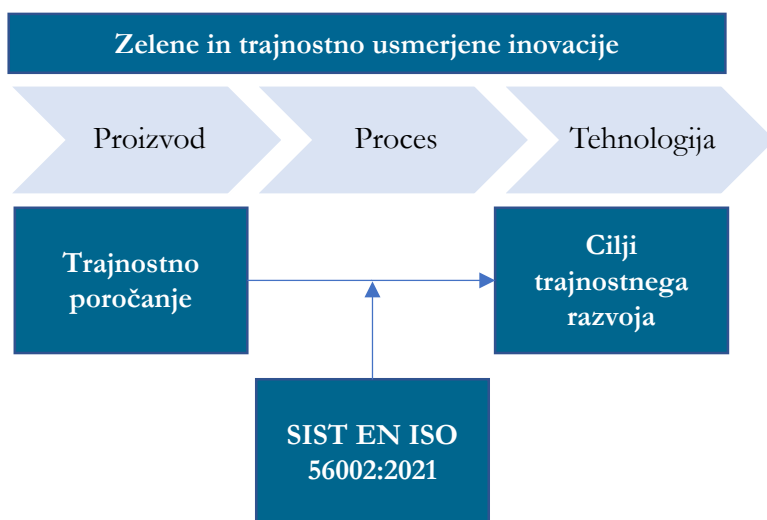 Zelene in trajnostno usmerjene inovacije
Proizvod
Proces
Tehnologija
Trajnostno
poročanje
Cilji
trajnostnega
razvoja
SIST EN ISO
56002:2021